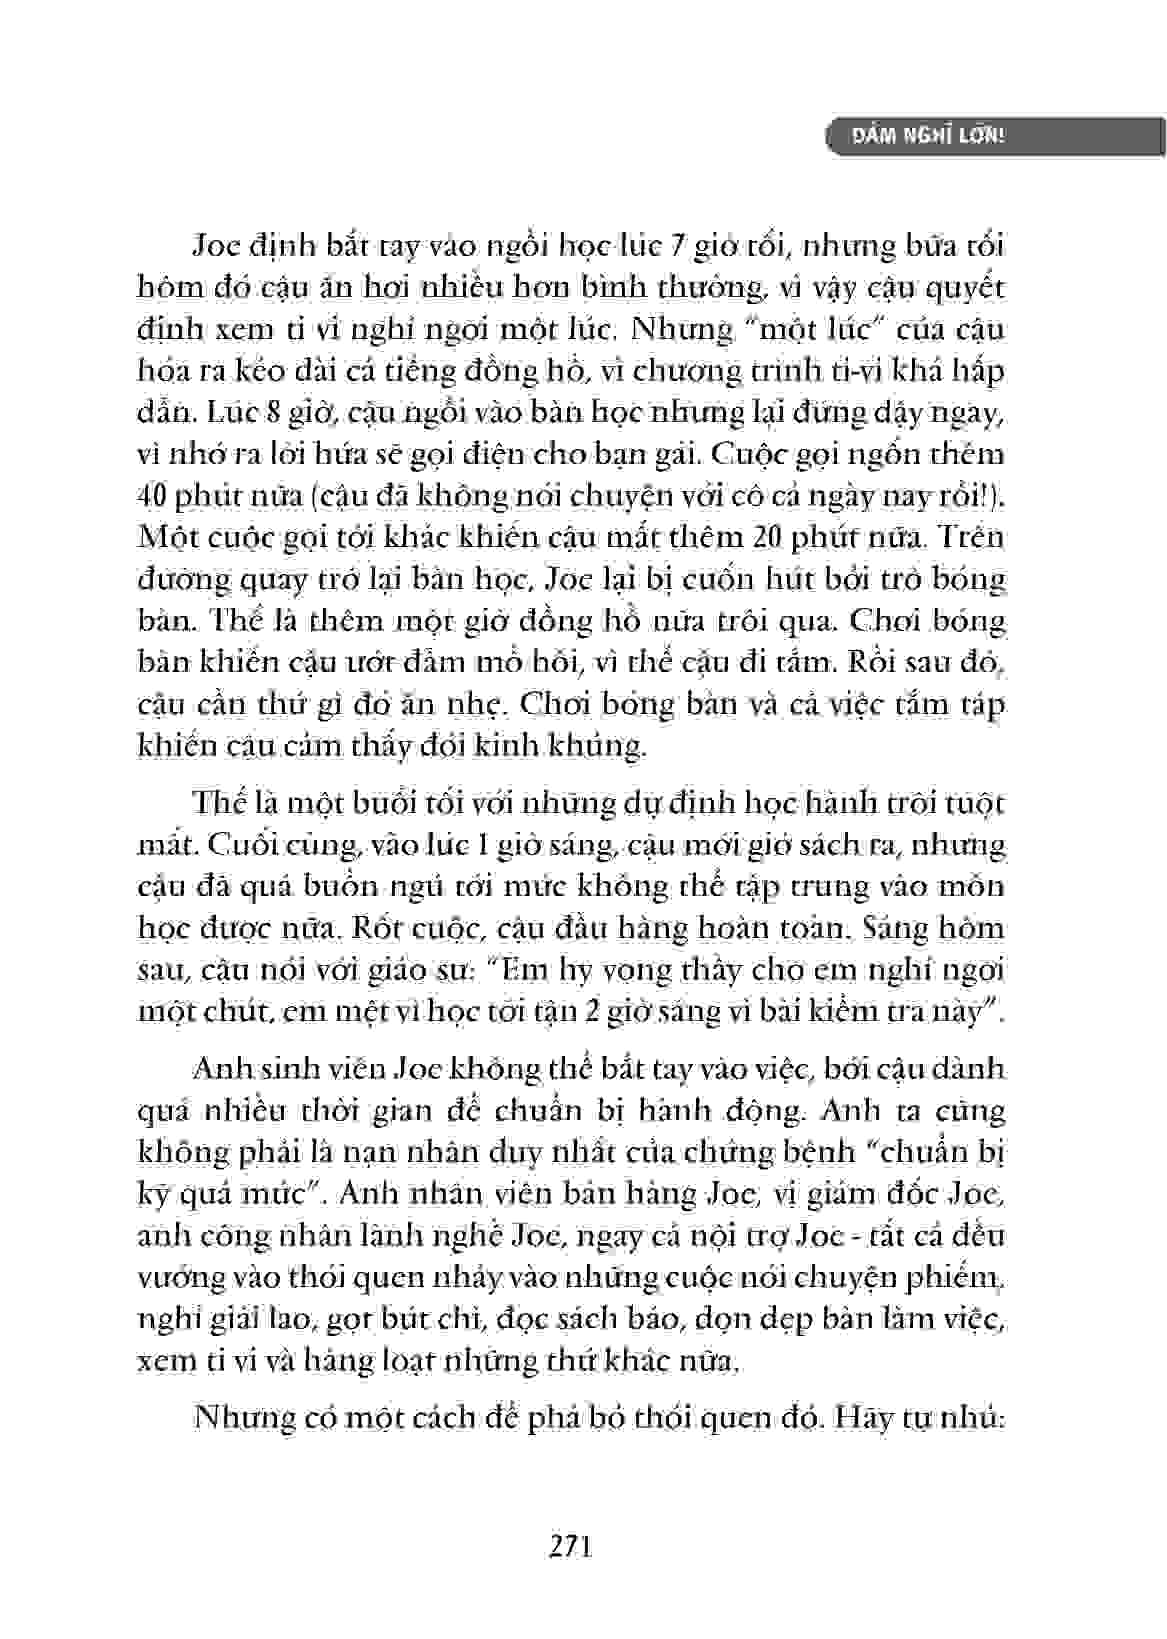 DÁM NGHĨ LỚN!
Joe định bắt tay vào ngồi học lúc 7 giờ tối, nhưng bữa tối
hôm đó cậu ăn hơi nhiều hơn bình thường, vì vậy cậu quyết
định xem ti vi nghỉ ngơi một lúc. Nhưng “một lúc” của cậu
hóa ra kéo dài cả tiếng đồng hồ, vì chương trình ti-vi khá hấp
dẫn. Lúc 8 giờ, cậu ngồi vào bàn học nhưng lại đứng dậy ngay,
vì nhớ ra lời hứa sẽ gọi điện cho bạn gái. Cuộc gọi ngốn thêm
40 phút nữa (cậu đã không nói chuyện với cô cả ngày nay rồi!).
Một cuộc gọi tới khác khiến cậu mất thêm 20 phút nữa. Trên
đường quay trở lại bàn học, Joe lại bị cuốn hút bởi trò bóng
bàn. Thế là thêm một giờ đồng hồ nữa trôi qua. Chơi bóng
bàn khiến cậu ướt đẫm mồ hôi, vì thế cậu đi tắm. Rồi sau đó,
cậu cần thứ gì đó ăn nhẹ. Chơi bóng bàn và cả việc tắm táp
khiến cậu cảm thấy đói kinh khủng.
Thế là một buổi tối với những dự định học hành trôi tuột
mất. Cuối cùng, vào lúc 1 giờ sáng, cậu mới giở sách ra, nhưng
cậu đã quá buồn ngủ tới mức không thể tập trung vào môn
học được nữa. Rốt cuộc, cậu đầu hàng hoàn toàn. Sáng hôm
sau, cậu nói với giáo sư: “Em hy vọng thầy cho em nghỉ ngơi
một chút, em mệt vì học tới tận 2 giờ sáng vì bài kiểm tra này”.
Anh sinh viên Joe không thể bắt tay vào việc, bởi cậu dành
quá nhiều thời gian để chuẩn bị hành động. Anh ta cũng
không phải là nạn nhân duy nhất của chứng bệnh “chuẩn bị
kỹ quá mức”. Anh nhân viên bán hàng Joe, vị giám đốc Joe,
anh công nhân lành nghề Joe, ngay cả nội trợ Joe - tất cả đều
vướng vào thói quen nhảy vào những cuộc nói chuyện phiếm,
nghỉ giải lao, gọt bút chì, đọc sách báo, dọn dẹp bàn làm việc,
xem ti vi và hàng loạt những thứ khác nữa.
Nhưng có một cách để phá bỏ thói quen đó. Hãy tự nhủ:
271